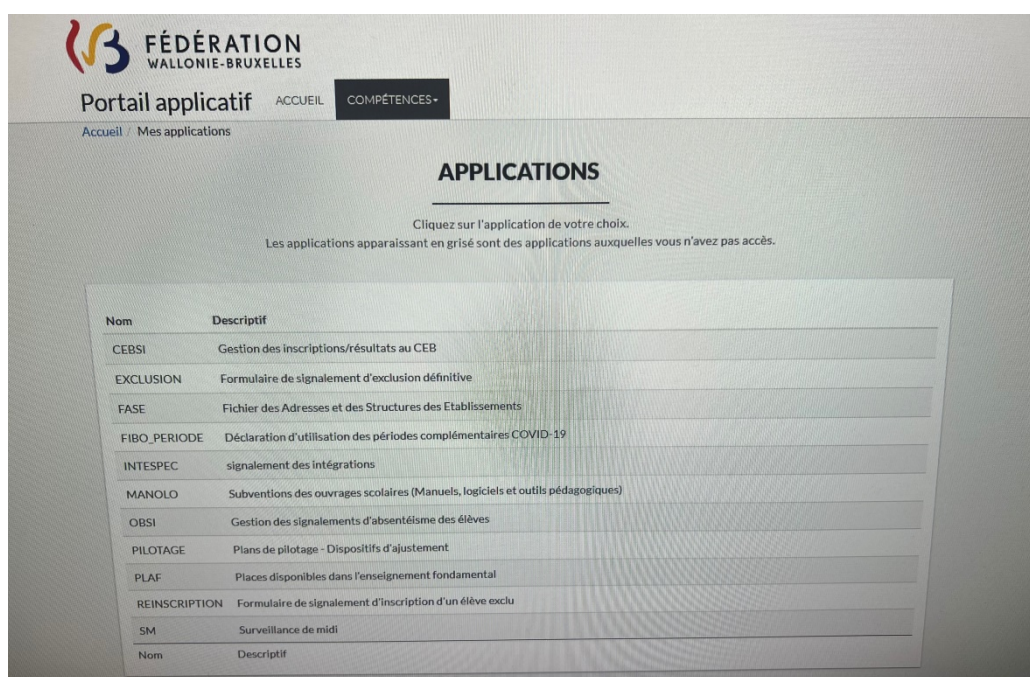 FÉDÉRATION
WALLONIE-BRUXELLES
Portail applicatif ACCUEIL COMPÉTENCES
Accueil / Mes applications
APPLICATIONS
Cliquez sur l'application de votre choix.
Les applications apparaissant en grisé sont des applications auxquelles vous n'avez pas accès.
Nom Descriptif
CEBSI Gestion des inscriptions/résultats au CEB
EXCLUSION Formulaire de signalement d'exclusion définitive
FASE Fichier des Adresses et des Structures des Etablissements
FIBO_PERIODE Déclaration d'utilisation des périodes complémentaires COVID-19
INTESPEC signalement des intégrations
MANOLO Subventions des ouvrages scolaires (Manuels, logiciels et outils pédagogiques)
OBSI Gestion des signalements d'absentéisme des élèves
PILOTAGE Plans de pilotage - Dispositifs d'ajustement
PLAF Places disponibles dans l'enseignement fondamental
REINSCRIPTION Formulaire de signalement d'inscription d'un élève exclu
SM Surveillance de midi
Nom Descriptif